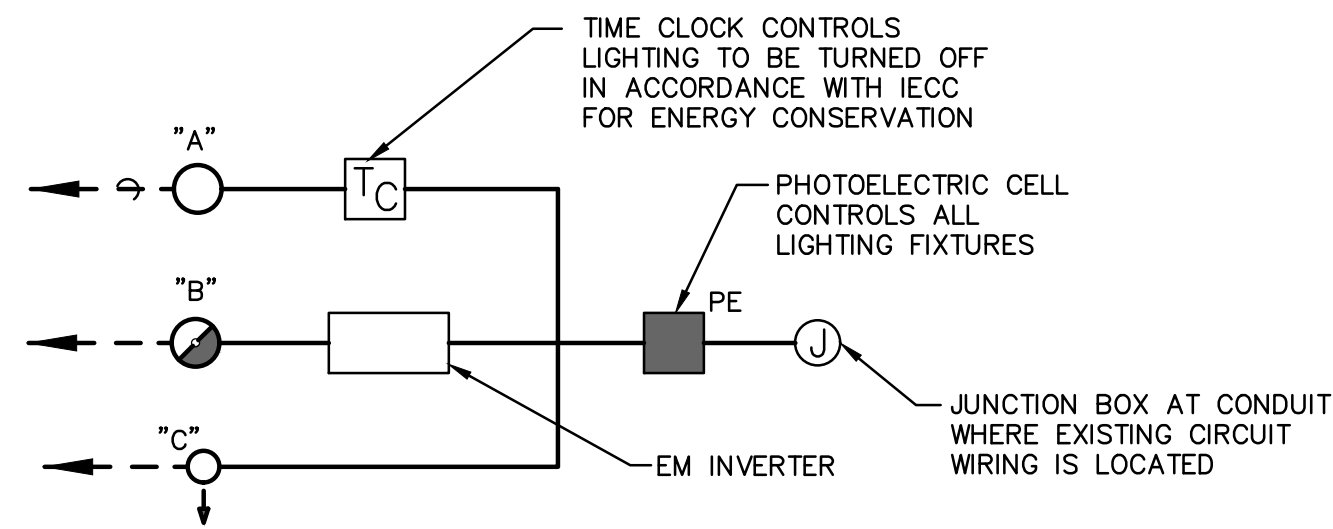 TIME CLOCK CONTROLS
LIGHTING TO BE TURNED OFF
IN ACCORDANCE WITH IECC
FOR ENERGY CONSERVATION
"A"
TC
PHOTOELECTRIC CELL
CONTROLS ALL
LIGHTING FIXTURES
"B"
PE
J
JUNCTION BOX AT CONDUIT
WHERE EXISTING CIRCUIT
WIRING IS LOCATED
"C"
EM INVERTER